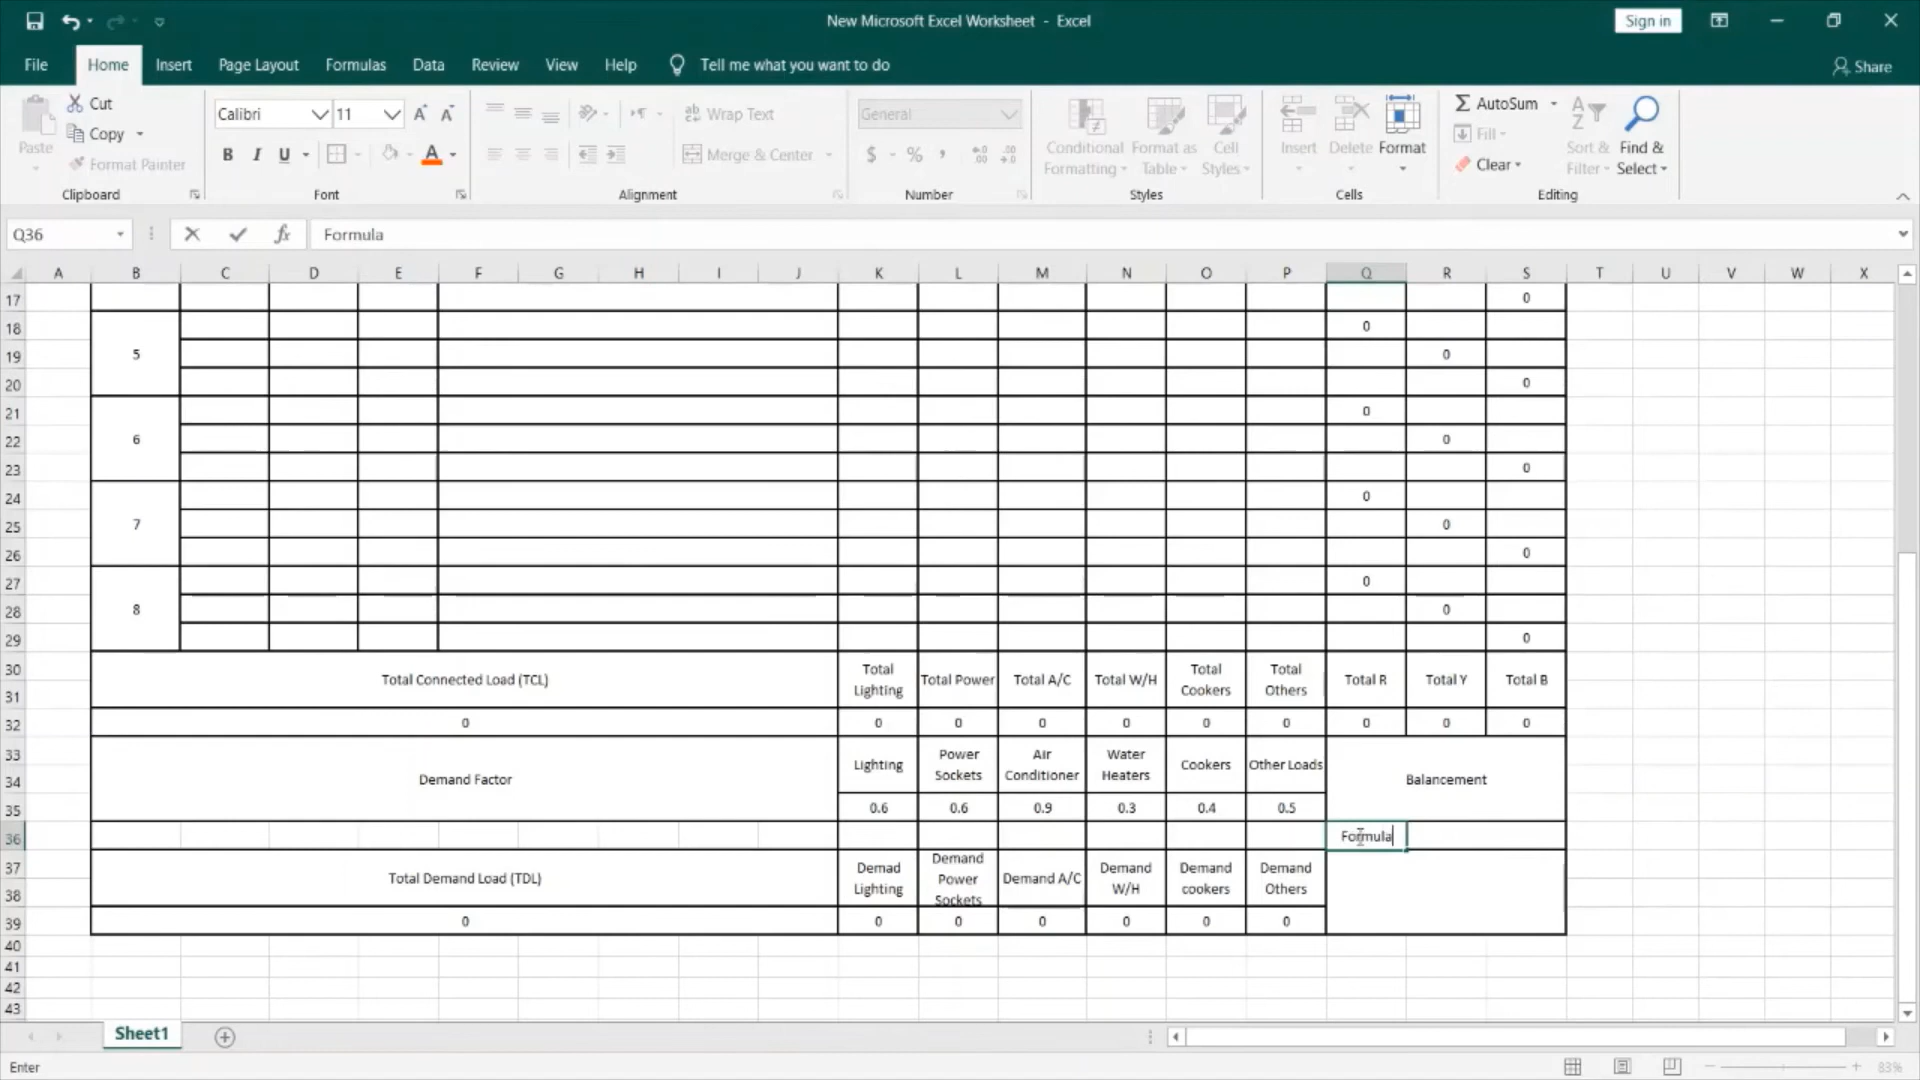 New Microsoft Excel Worksheet - Excel
Sign in
File Home Insert Page Layout Formulas Data Review View Help Tell me what you want to do Share
Paste Cut Copy Format Painter Clipboard
Calibri 11 B I U Font
Wrap Text Merge & Center Alignment
General $ % , Number
Conditional Formatting Format as Table Cell Styles Styles
Insert Delete Format Cells
AutoSum Fill Clear Sort & Filter Find & Select Editing
Q36 fx Formula
A B C D E F G H I J K L M N O P Q R S T U V W X
17 0
18 0
19 5 0
20 0
21 0
22 6 0
23 0
24 0
25 7 0
26 0
27 0
28 8 0
29 0
30
31
Total Connected Load (TCL)
Total Lighting
Total Power
Total A/C
Total W/H
Total Cookers
Total Others
Total R
Total Y
Total B
32 0 0 0 0 0 0 0 0 0 0
33
34
Demand Factor
Lighting
Power Sockets
Air Conditioner
Water Heaters
Cookers
Other Loads
Balancement
35 0.6 0.6 0.9 0.3 0.4 0.5
36 Formula
37
38
Total Demand Load (TDL)
Demad Lighting
Demand Power Sockets
Demand A/C
Demand W/H
Demand cookers
Demand Others
39 0 0 0 0 0 0 0
40
41
42
43
Sheet1
Enter
83%